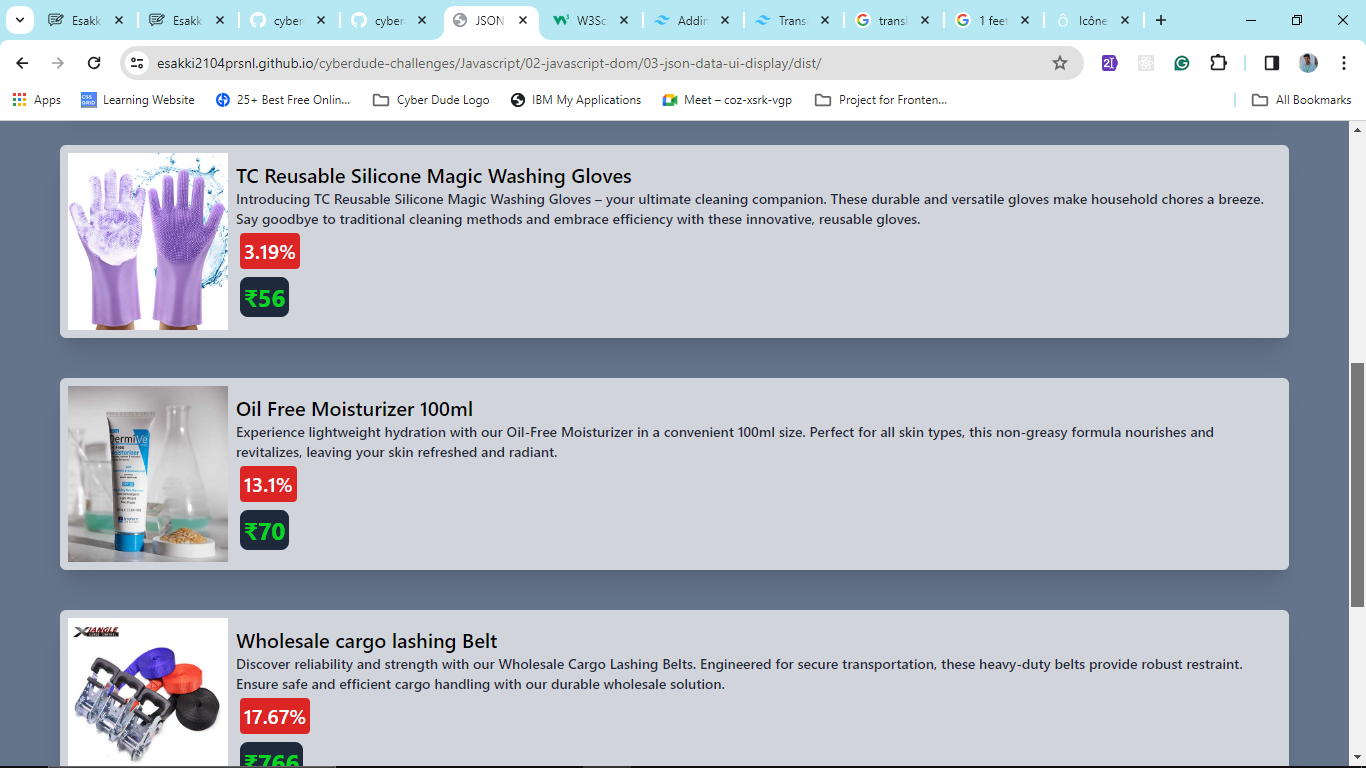 Esakk
Esakk
cyber
cyber
JSON
W3Sc
Addin
Trans
transl
1 feet
Icône
esakki2104prsnl.github.io/cyberdude-challenges/Javascript/02-javascript-dom/03-json-data-ui-display/dist/
Apps
CSS GRID
Learning Website
25+ Best Free Onlin...
Cyber Dude Logo
IBM My Applications
Meet – coz-xsrk-vgp
Project for Fronten...
All Bookmarks
TC Reusable Silicone Magic Washing Gloves
Introducing TC Reusable Silicone Magic Washing Gloves – your ultimate cleaning companion. These durable and versatile gloves make household chores a breeze.
Say goodbye to traditional cleaning methods and embrace efficiency with these innovative, reusable gloves.
3.19%
₹56
DermiVe
Oil Free Moisturizer 100ml
Experience lightweight hydration with our Oil-Free Moisturizer in a convenient 100ml size. Perfect for all skin types, this non-greasy formula nourishes and
revitalizes, leaving your skin refreshed and radiant.
13.1%
₹70
XIANGLE
Wholesale cargo lashing Belt
Discover reliability and strength with our Wholesale Cargo Lashing Belts. Engineered for secure transportation, these heavy-duty belts provide robust restraint.
Ensure safe and efficient cargo handling with our durable wholesale solution.
17.67%
₹766